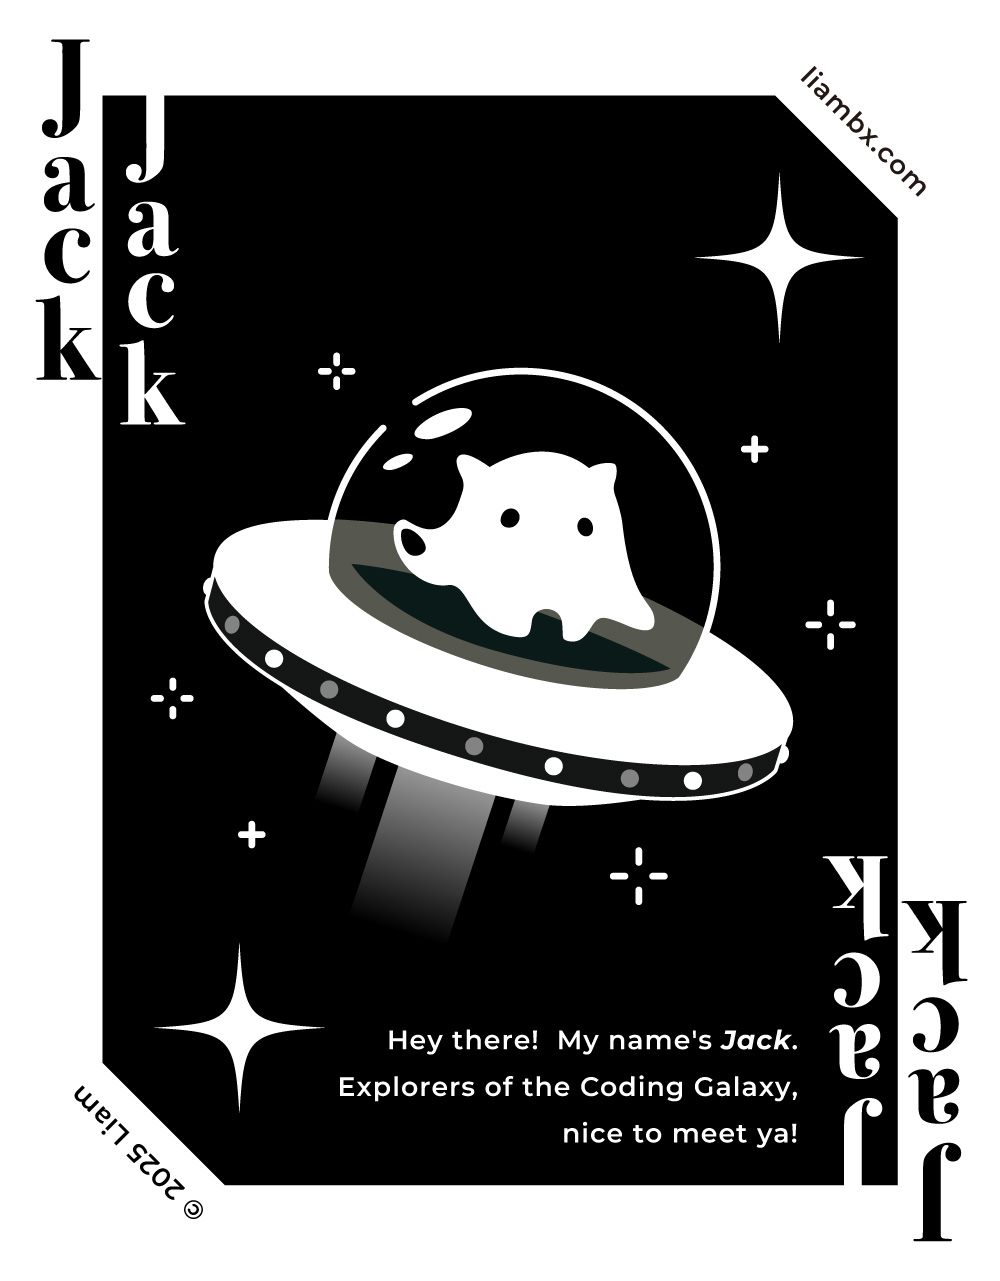 Jack
Jack
liambx.com
Hey there! My name's Jack.
Explorers of the Coding Galaxy,
nice to meet ya!
Jack
Jack
© 2025 Liam